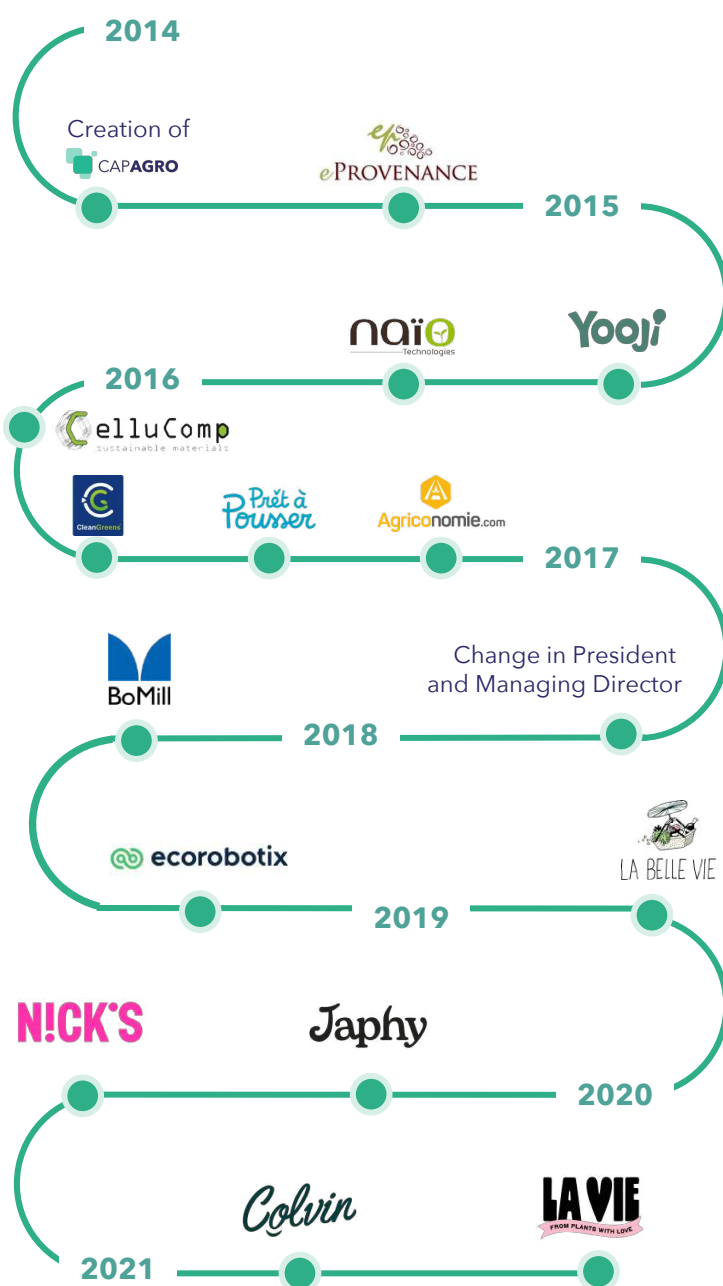 2014
Creation of
CAPAGRO
ep
ePROVENANCE
2015
naïo
Technologies
Yooji
2016
CelluComp
sustainable materials
CG
CleanGreens
Prêt à
Pousser
A
Agriconomie.com
2017
BoMill
Change in President
and Managing Director
2018
ecorobotix
LA BELLE VIE
2019
N!CK'S
Japhy
2020
Colvin
LA VIE
FROM PLANTS WITH LOVE
2021